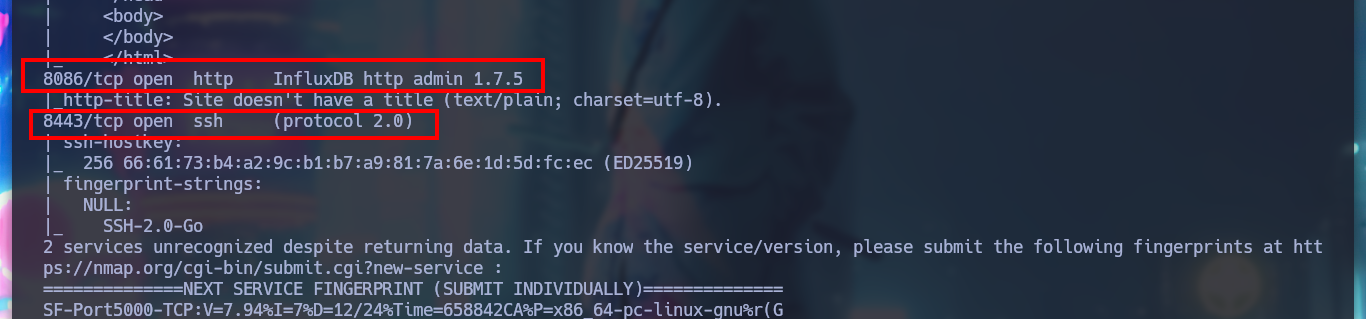 </head
|     <body>
|     </body>
|_    </html>
8086/tcp open  http    InfluxDB http admin 1.7.5
|_http-title: Site doesn't have a title (text/plain; charset=utf-8).
8443/tcp open  ssh     (protocol 2.0)
| ssh-hostkey:
|_  256 66:61:73:b4:a2:9c:b1:b7:a9:81:7a:6e:1d:5d:fc:ec (ED25519)
| fingerprint-strings:
|   NULL:
|_    SSH-2.0-Go
2 services unrecognized despite returning data. If you know the service/version, please submit the following fingerprints at htt
ps://nmap.org/cgi-bin/submit.cgi?new-service :
==============NEXT SERVICE FINGERPRINT (SUBMIT INDIVIDUALLY)==============
SF-Port5000-TCP:V=7.94%I=7%D=12/24%Time=658842CA%P=x86_64-pc-linux-gnu%r(G